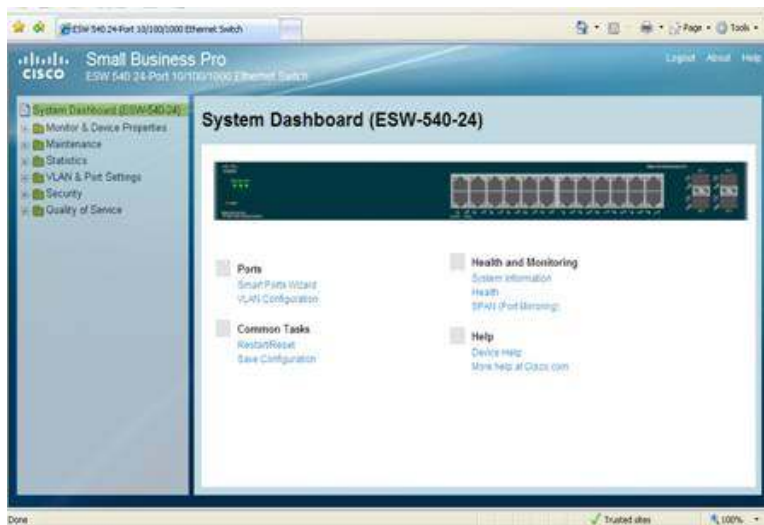 ESW 540 24-Port 10/100/1000 Ethernet Switch
Page
Tools
CISCO
Small Business Pro
ESW 540 24-Port 10/100/1000 Ethernet Switch
Logout About Help
System Dashboard (ESW-540-24)
Monitor & Device Properties
Maintenance
Statistics
VLAN & Port Settings
Security
Quality of Service
System Dashboard (ESW-540-24)
Ports
Smart Ports Wizard
VLAN Configuration
Common Tasks
Restart/Reset
Save Configuration
Health and Monitoring
System Information
Health
SPAN (Port Mirroring)
Help
Device Help
More help at Cisco.com
Done
Trusted sites
100%